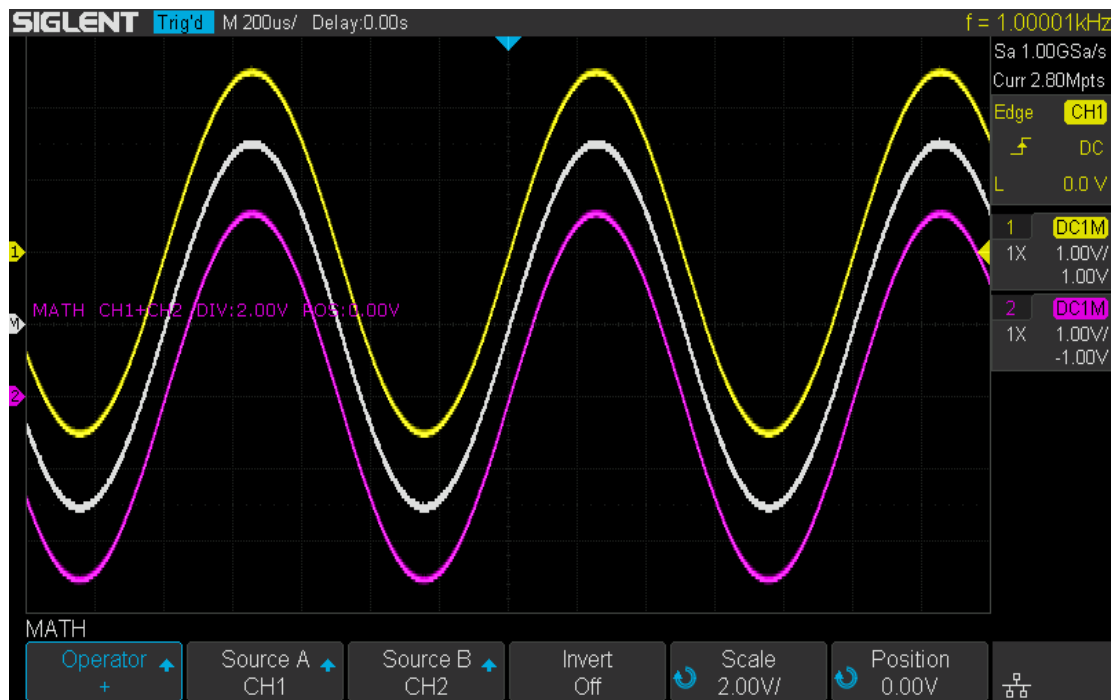 SIGLENT Trig'd M 200us/ Delay:0.00s f = 1.00001kHz
Sa 1.00GSa/s
Curr 2.80Mpts
Edge CH1
DC
L 0.0 V
1 DC1M
1X 1.00V/
1.00V
2 DC1M
1X 1.00V/
-1.00V
1
MATH CH1+CH2 DIV:2.00V POS:0.00V
M
2
MATH
Operator Source A Source B Invert Scale Position
+ CH1 CH2 Off 2.00V/ 0.00V